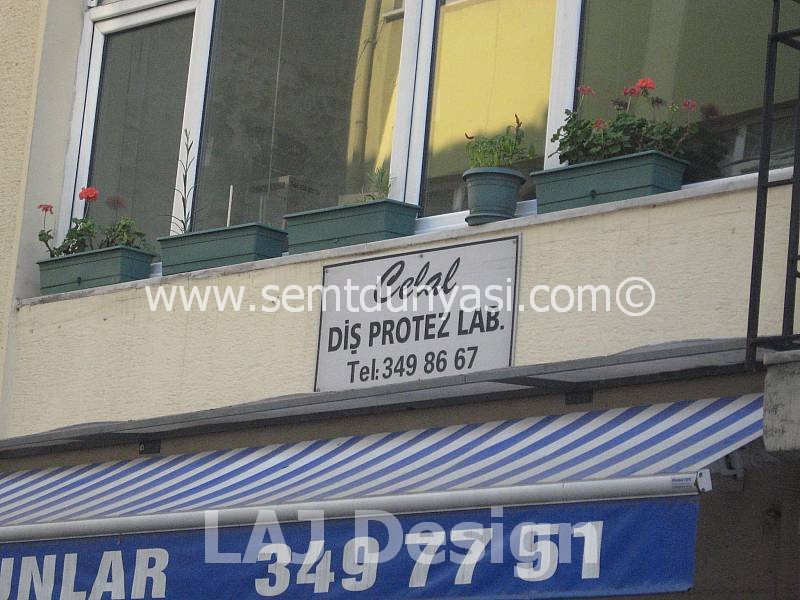 Celal
www.semtdunyasi.com©
DİŞ PROTEZ LAB.
Tel: 349 86 67
LAJ Design
UNLAR 349 77 51